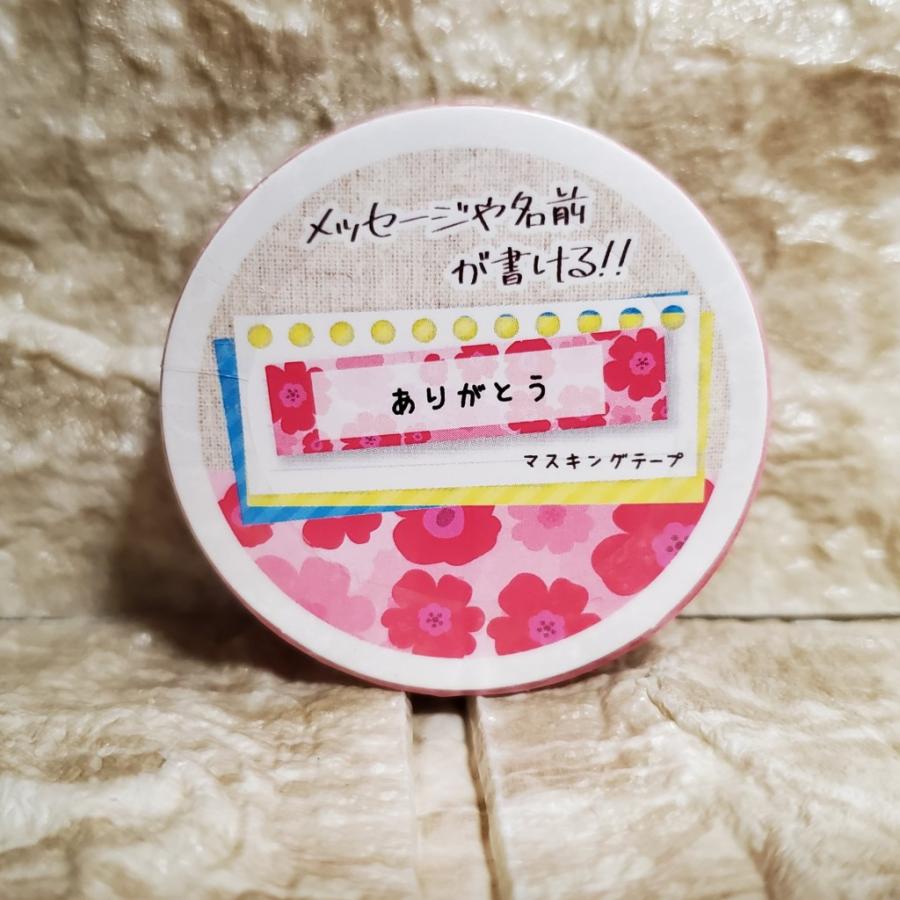 メッセージや名前
が書ける!!
ありがとう
マスキングテープ